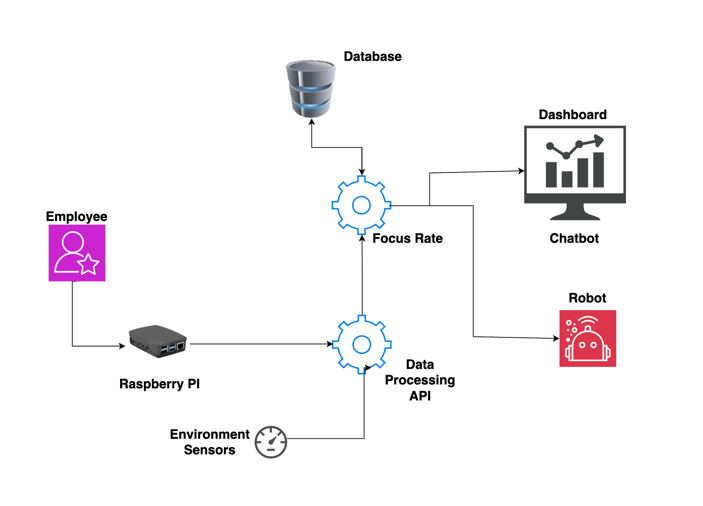 Database
Dashboard
Employee
Focus Rate
Chatbot
Robot
Raspberry PI
Data
Processing
API
Environment
Sensors